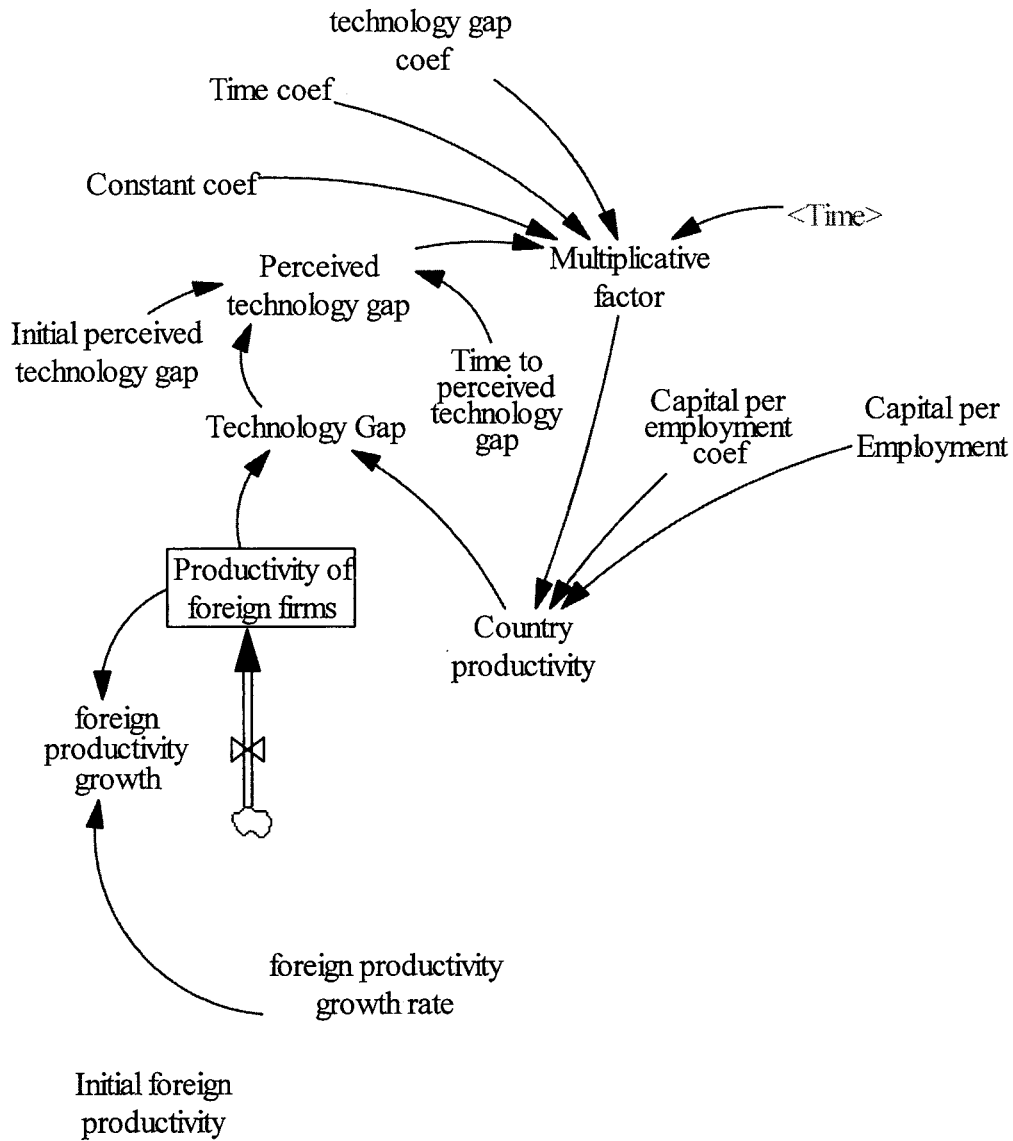 technology gap
coef
Time coef
Constant coef
<Time>
Multiplicative
factor
Perceived
technology gap
Initial perceived
technology gap
Time to
perceived
technology
gap
Technology Gap
Capital per
employment
coef
Capital per
Employment
Productivity of
foreign firms
Country
productivity
foreign
productivity
growth
foreign productivity
growth rate
Initial foreign
productivity